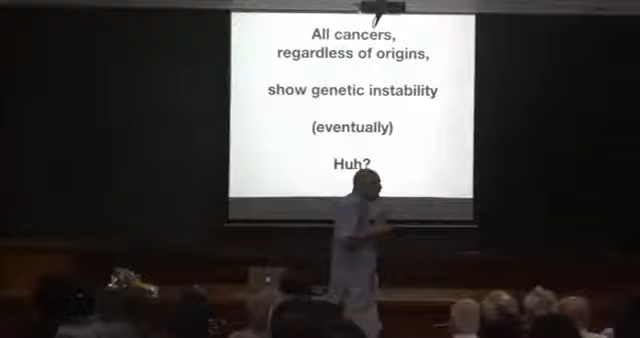 All cancers,
regardless of origins,
show genetic instability
(eventually)
Huh?